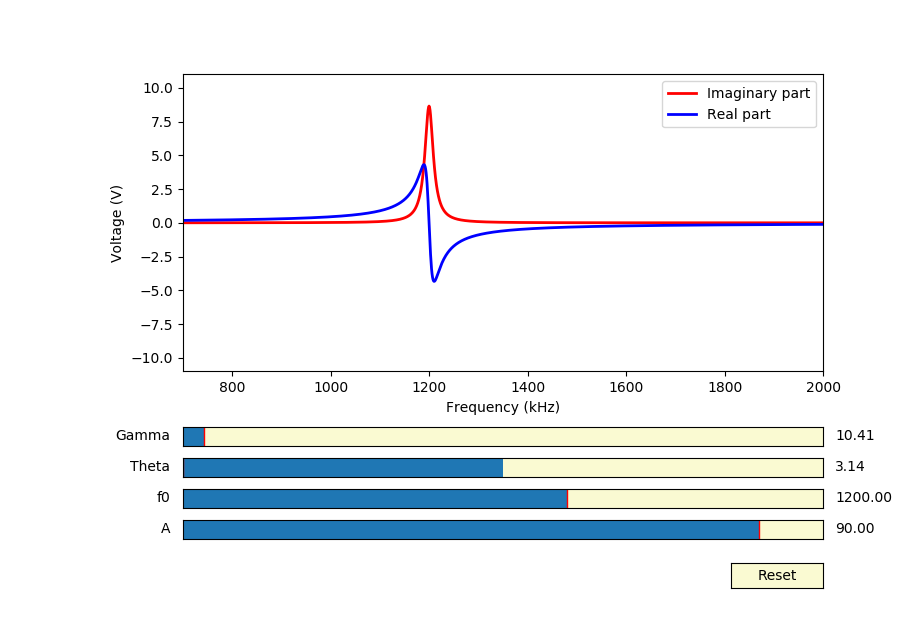 10.0
7.5
5.0
2.5
0.0
−2.5
−5.0
−7.5
−10.0
Voltage (V)
Imaginary part
Real part
800 1000 1200 1400 1600 1800 2000
Frequency (kHz)
Gamma 10.41
Theta 3.14
f0 1200.00
A 90.00
Reset